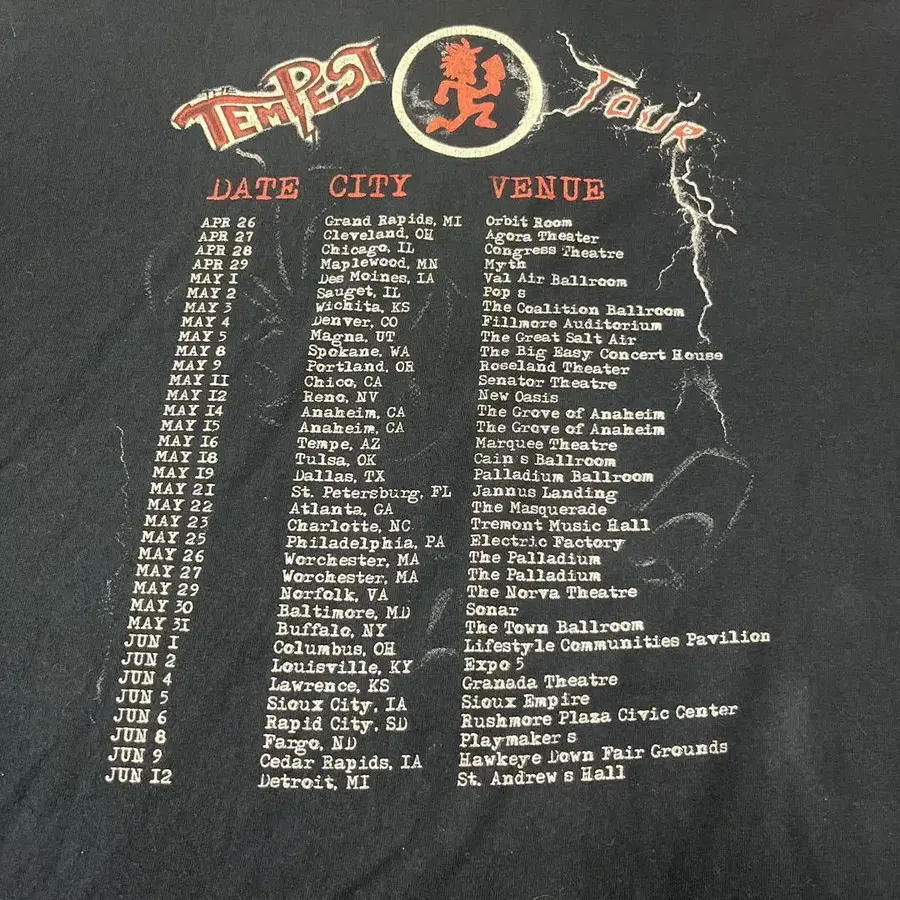 THE TEMPEST TOUR
DATE CITY VENUE
APR 26 Grand Rapids, MI Orbit Room
APR 27 Cleveland, OH Agora Theater
APR 28 Chicago, IL Congress Theatre
APR 29 Maplewood, MN Myth
MAY 1 Des Moines, IA Val Air Ballroom
MAY 2 Sauget, IL Pop s
MAY 3 Wichita, KS The Coalition Ballroom
MAY 4 Denver, CO Fillmore Auditorium
MAY 5 Magna, UT The Great Salt Air
MAY 8 Spokane, WA The Big Easy Concert House
MAY 9 Portland, OR Roseland Theater
MAY 11 Chico, CA Senator Theatre
MAY 12 Reno, NV New Oasis
MAY 14 Anaheim, CA The Grove of Anaheim
MAY 15 Anaheim, CA The Grove of Anaheim
MAY 16 Tempe, AZ Marquee Theatre
MAY 18 Tulsa, OK Cain s Ballroom
MAY 19 Dallas, TX Palladium Ballroom
MAY 21 St. Petersburg, FL Jannus Landing
MAY 22 Atlanta, GA The Masquerade
MAY 23 Charlotte, NC Tremont Music Hall
MAY 25 Philadelphia, PA Electric Factory
MAY 26 Worchester, MA The Palladium
MAY 27 Worchester, MA The Palladium
MAY 29 Norfolk, VA The Norva Theatre
MAY 30 Baltimore, MD Sonar
MAY 31 Buffalo, NY The Town Ballroom
JUN 1 Columbus, OH Lifestyle Communities Pavilion
JUN 2 Louisville, KY Expo 5
JUN 4 Lawrence, KS Granada Theatre
JUN 5 Sioux City, IA Sioux Empire
JUN 6 Rapid City, SD Rushmore Plaza Civic Center
JUN 8 Fargo, ND Playmaker s
JUN 9 Cedar Rapids, IA Hawkeye Down Fair Grounds
JUN 12 Detroit, MI St. Andrew s Hall